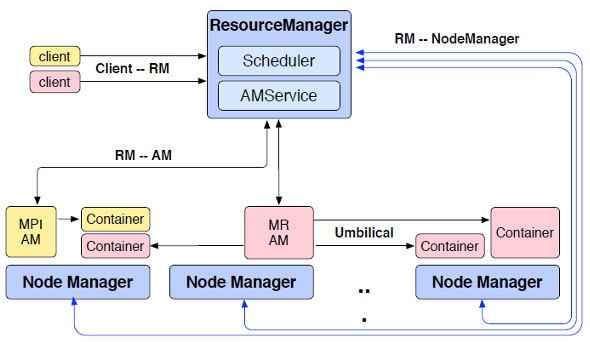 ResourceManager
RM -- NodeManager
client
Scheduler
Client -- RM
client
AMService
RM -- AM
MPI
AM
Container
Container
MR
AM
Umbilical
Container
Container
Node Manager
Node Manager
..
.
Node Manager